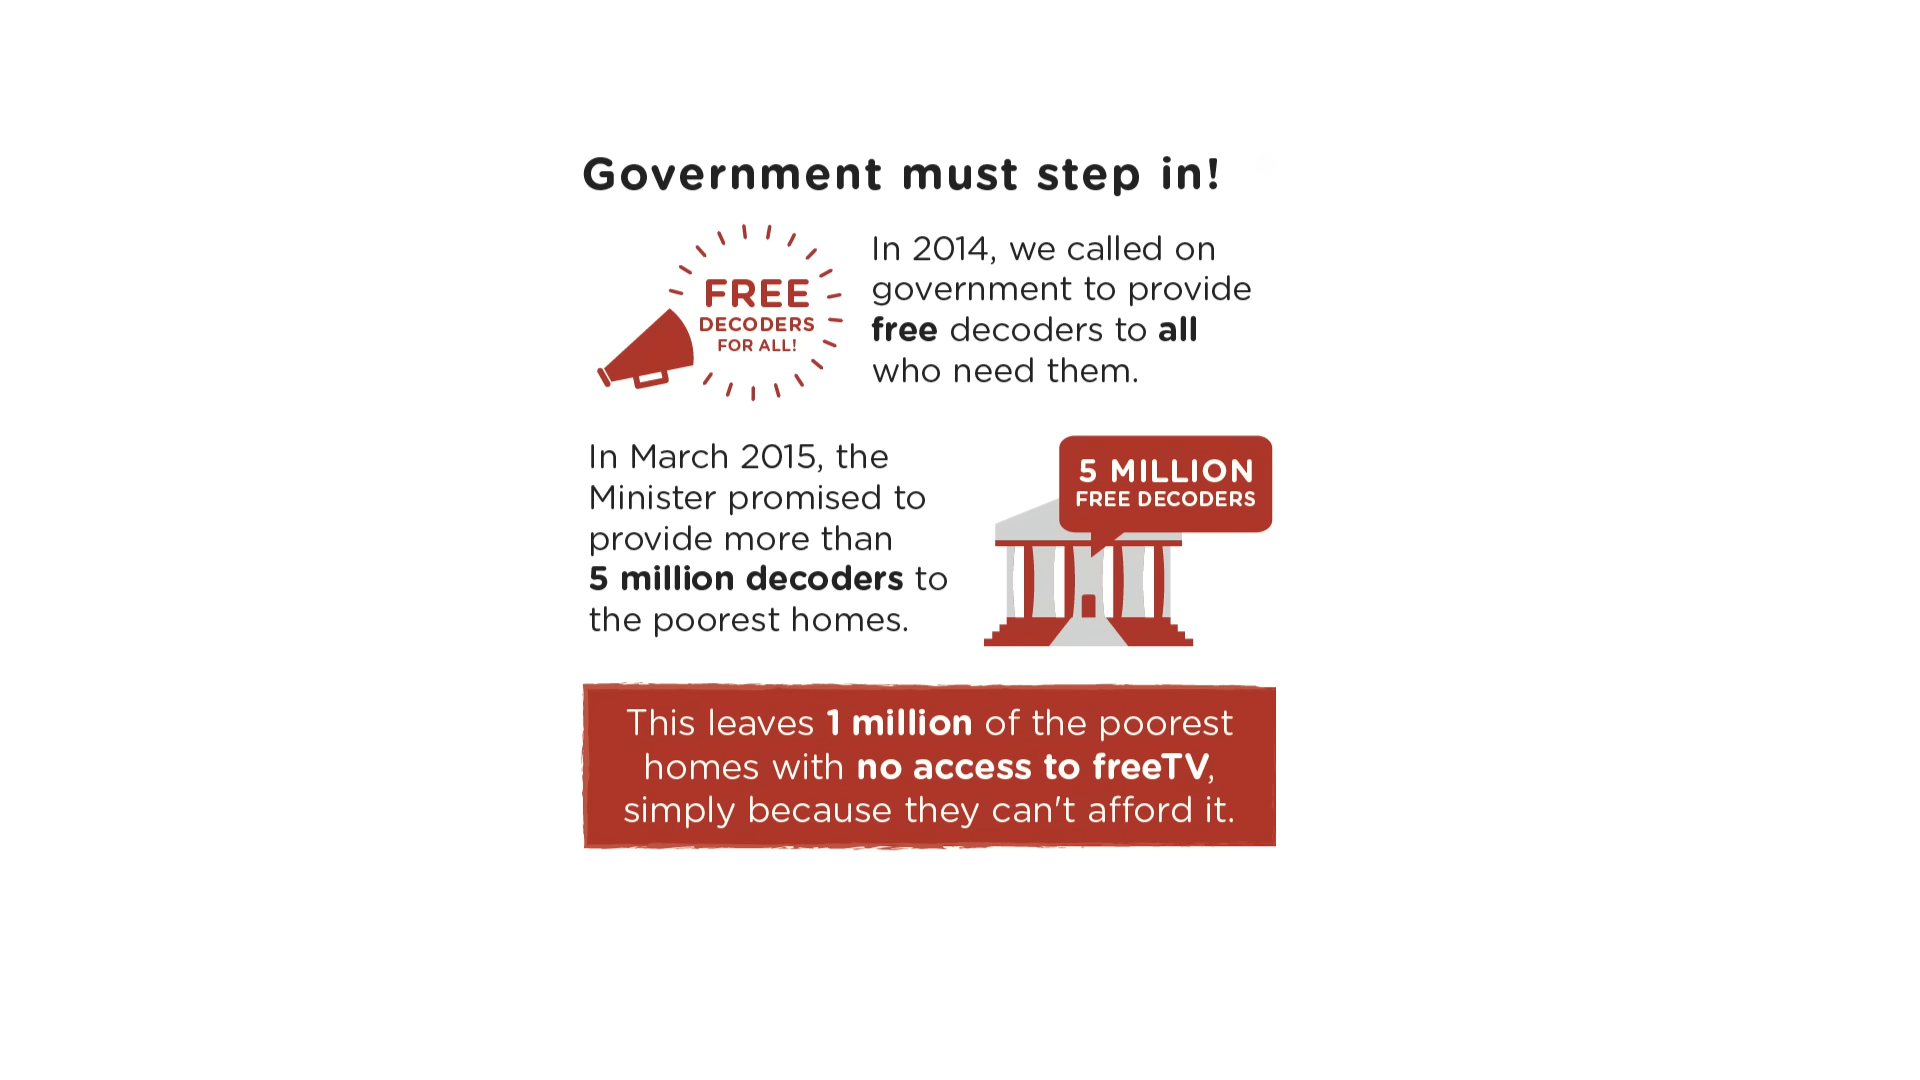 Government must step in!
FREE
DECODERS
FOR ALL!
In 2014, we called on
government to provide
free decoders to all
who need them.
In March 2015, the
Minister promised to
provide more than
5 million decoders to
the poorest homes.
5 MILLION
FREE DECODERS
This leaves 1 million of the poorest
homes with no access to freeTV,
simply because they can't afford it.